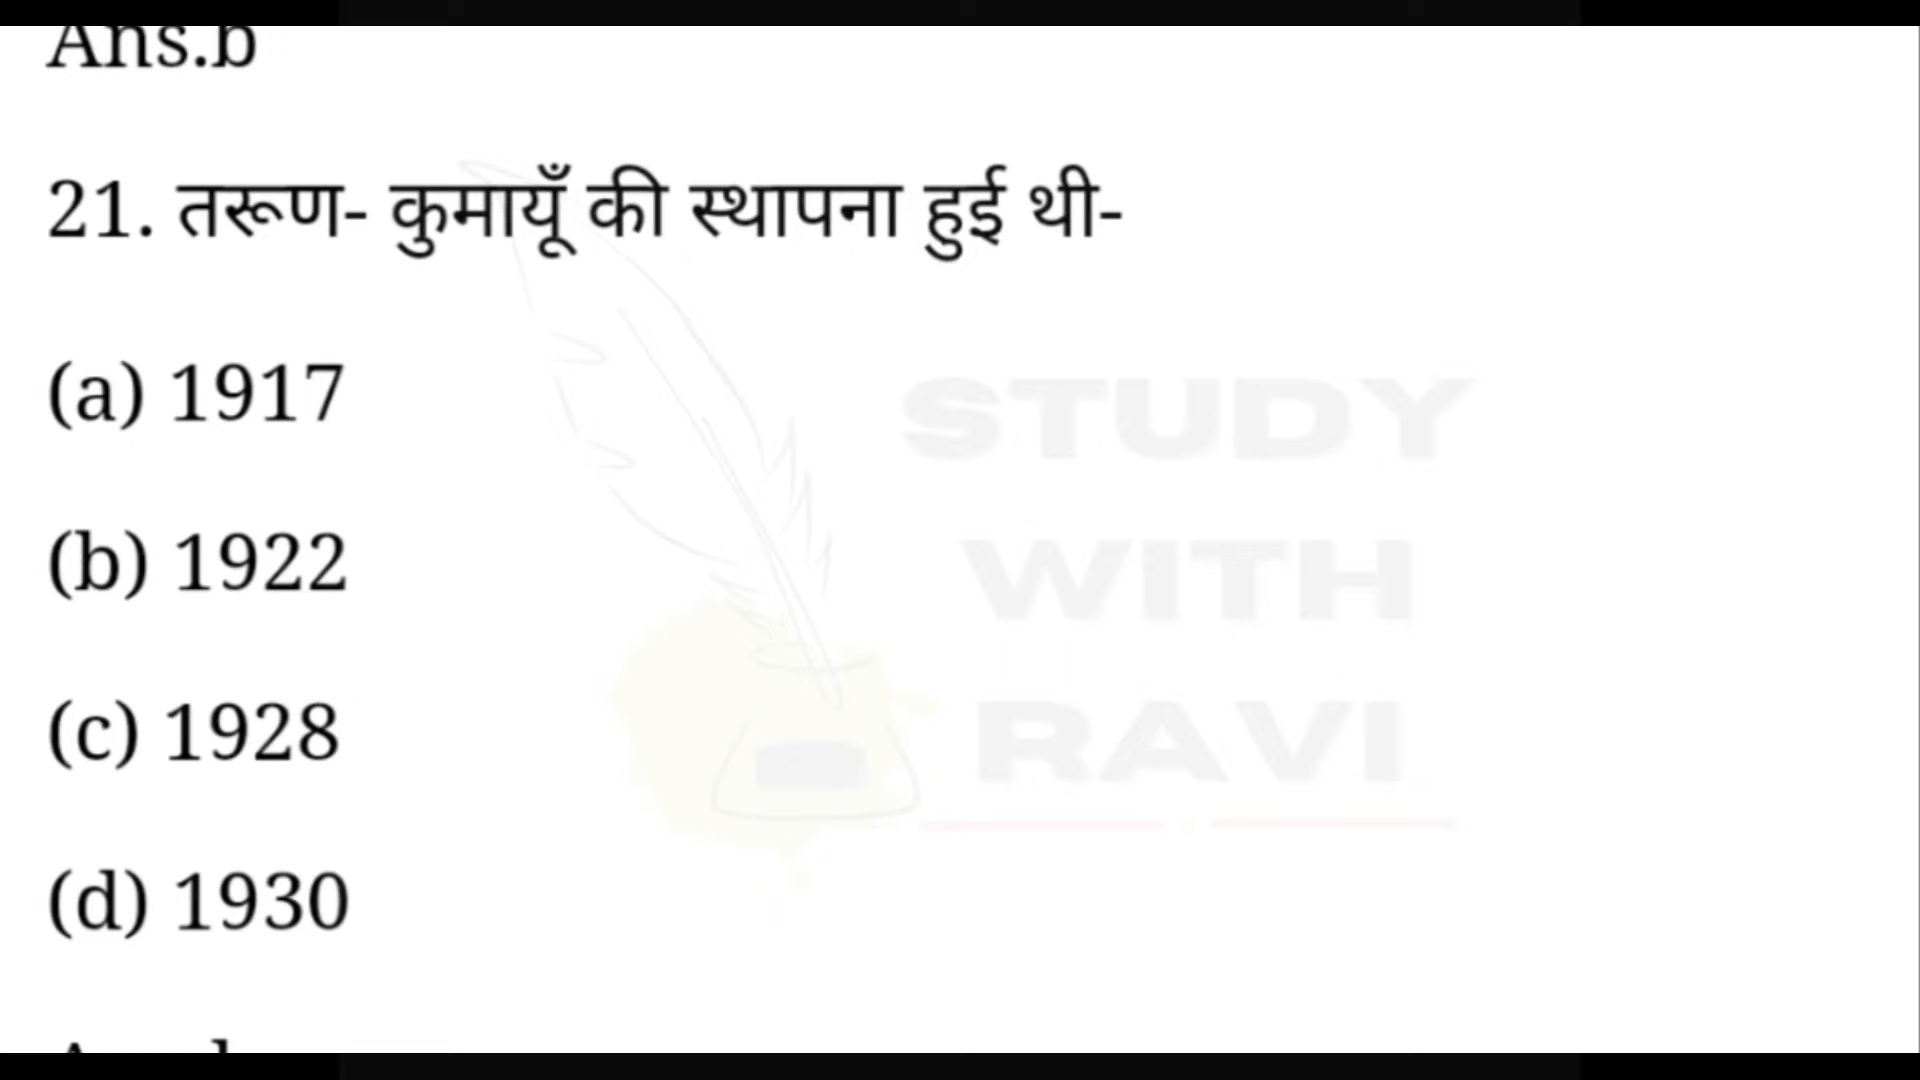 Ans.b
21. तरूण- कुमायूँ की स्थापना हुई थी-
(a) 1917
(b) 1922
(c) 1928
(d) 1930
STUDY
WITH
RAVI